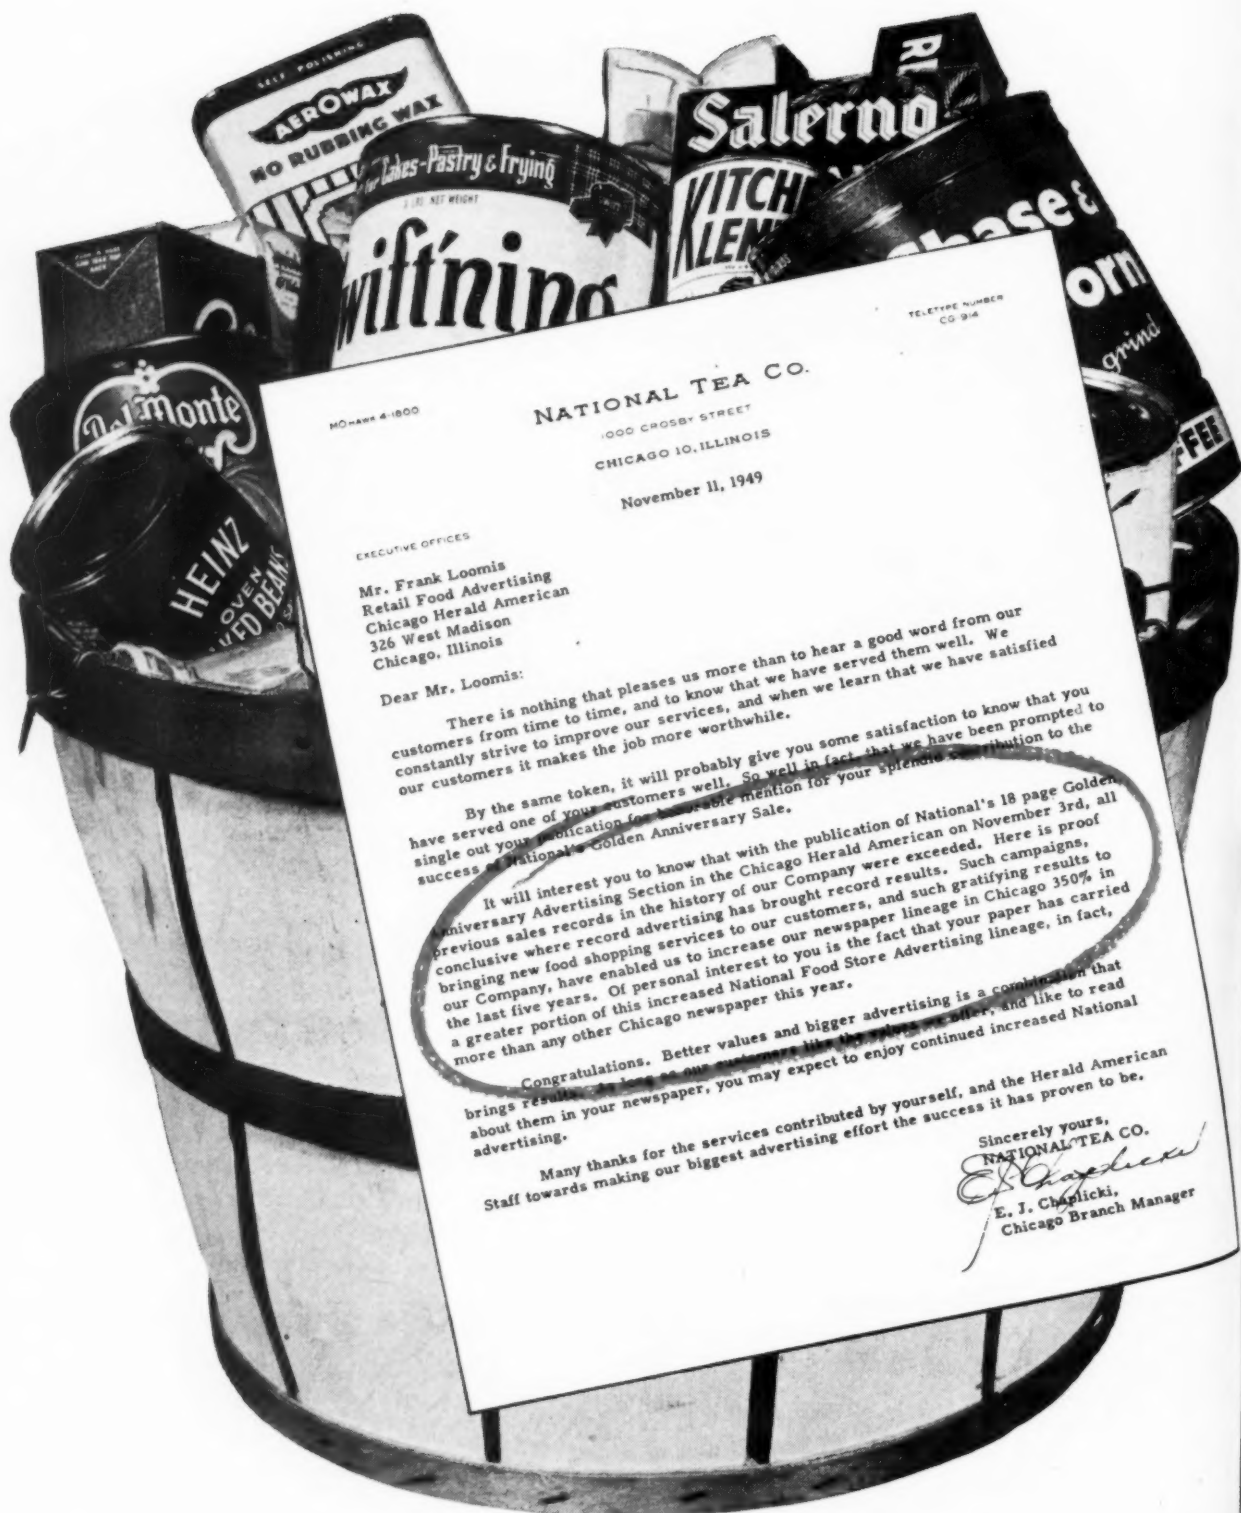 SELF POLISHING
AEROWAX
NO RUBBING WAX
for Cakes-Pastry & Frying
3 LBS. NET WEIGHT
Swift'ning
Salerno
KITCHEN
KLENZER
Chase &
orn
grind
COFFEE
Del Monte
HEINZ
OVEN
BAKED BEANS
TELETYPE NUMBER
CG 914
MOHAWK 4-1800
NATIONAL TEA CO.
1000 CROSBY STREET
CHICAGO 10, ILLINOIS
November 11, 1949
EXECUTIVE OFFICES
Mr. Frank Loomis
Retail Food Advertising
Chicago Herald American
326 West Madison
Chicago, Illinois
Dear Mr. Loomis:
There is nothing that pleases us more than to hear a good word from our
customers from time to time, and to know that we have served them well. We
constantly strive to improve our services, and when we learn that we have satisfied
our customers it makes the job more worthwhile.
By the same token, it will probably give you some satisfaction to know that you
have served one of your customers well. So well in fact, that we have been prompted to
single out your publication for honorable mention for your splendid contribution to the
success of National's Golden Anniversary Sale.
It will interest you to know that with the publication of National's 18 page Golden
Anniversary Advertising Section in the Chicago Herald American on November 3rd, all
previous sales records in the history of our Company were exceeded. Here is proof
conclusive where record advertising has brought record results. Such campaigns,
bringing new food shopping services to our customers, and such gratifying results to
our Company, have enabled us to increase our newspaper lineage in Chicago 350% in
the last five years. Of personal interest to you is the fact that your paper has carried
a greater portion of this increased National Food Store Advertising lineage, in fact,
more than any other Chicago newspaper this year.
Congratulations. Better values and bigger advertising is a combination that
brings results. As long as our customers like the values we offer, and like to read
about them in your newspaper, you may expect to enjoy continued increased National
advertising.
Many thanks for the services contributed by yourself, and the Herald American
Staff towards making our biggest advertising effort the success it has proven to be.
Sincerely yours,
NATIONAL TEA CO.
E. J. Chaplicki
E. J. Chaplicki,
Chicago Branch Manager